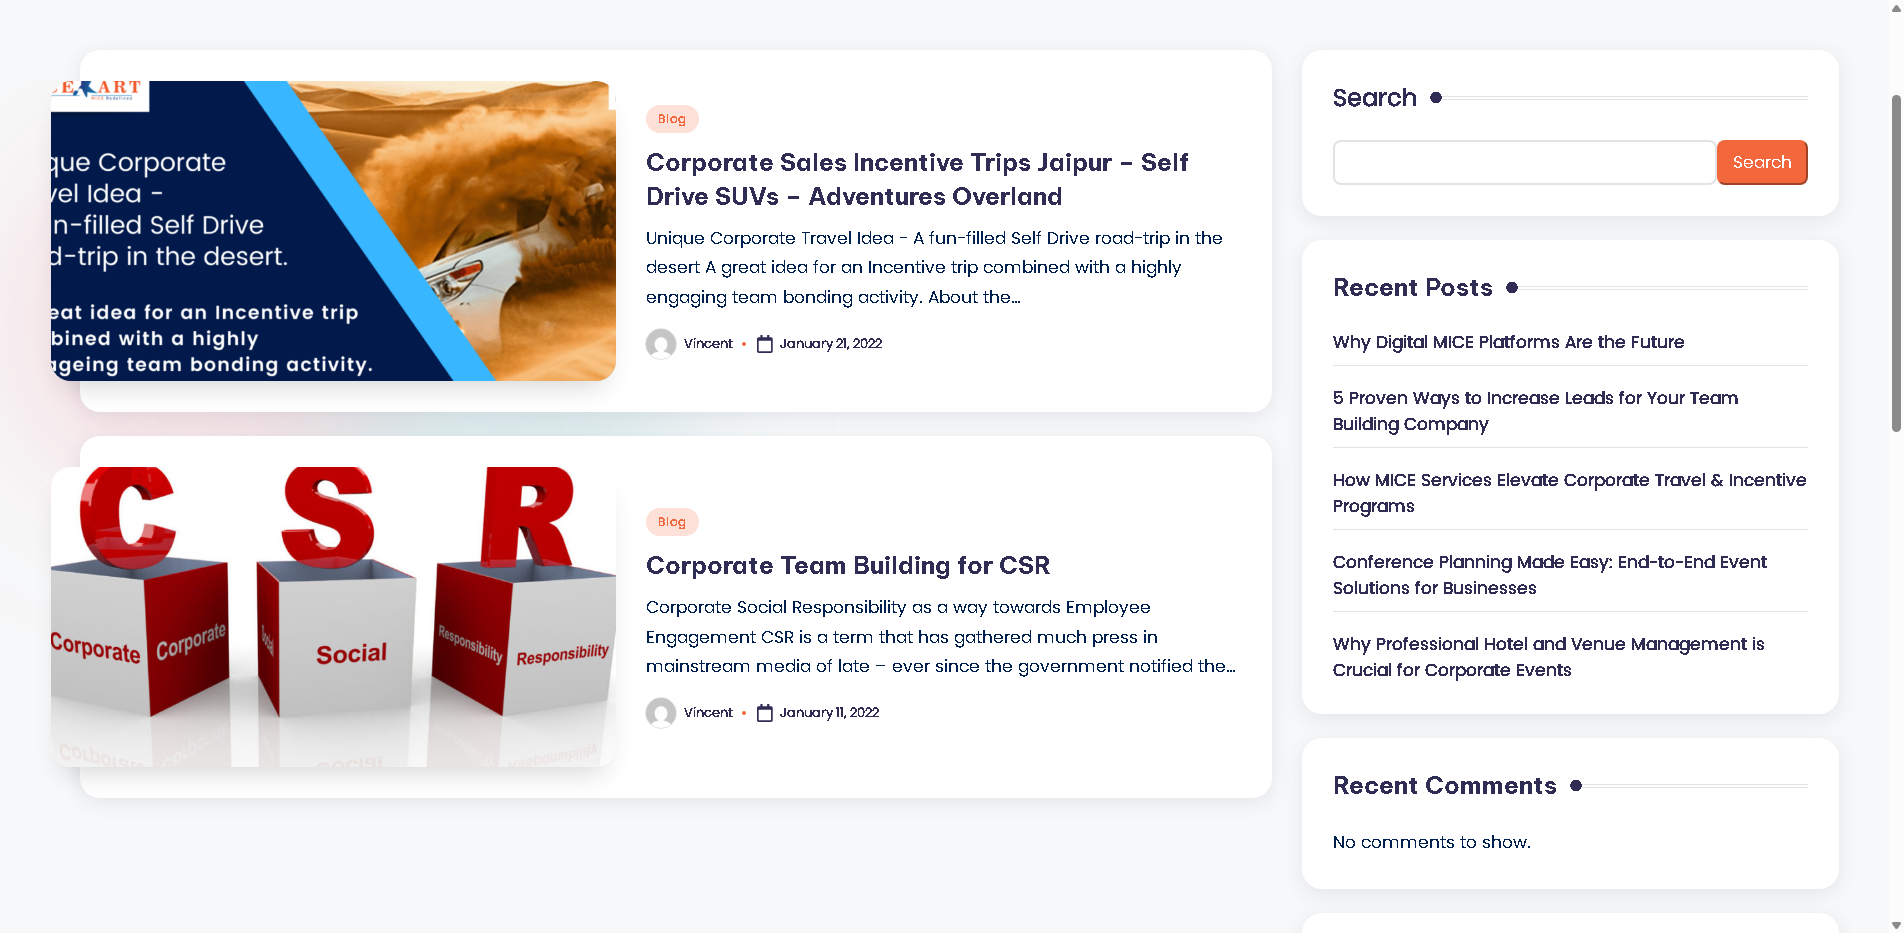 E ART
MICE Redefined
que Corporate
vel Idea -
n-filled Self Drive
d-trip in the desert.
eat idea for an Incentive trip
bined with a highly
geing team bonding activity.
Blog
Corporate Sales Incentive Trips Jaipur – Self
Drive SUVs – Adventures Overland
Unique Corporate Travel Idea - A fun-filled Self Drive road-trip in the
desert A great idea for an Incentive trip combined with a highly
engaging team bonding activity. About the…
Vincent • January 21, 2022
C S R
Corporate Corporate Social Social Responsibility Responsibility
Blog
Corporate Team Building for CSR
Corporate Social Responsibility as a way towards Employee
Engagement CSR is a term that has gathered much press in
mainstream media of late – ever since the government notified the…
Vincent • January 11, 2022
Search
Search
Recent Posts
Why Digital MICE Platforms Are the Future
5 Proven Ways to Increase Leads for Your Team
Building Company
How MICE Services Elevate Corporate Travel & Incentive
Programs
Conference Planning Made Easy: End-to-End Event
Solutions for Businesses
Why Professional Hotel and Venue Management is
Crucial for Corporate Events
Recent Comments
No comments to show.